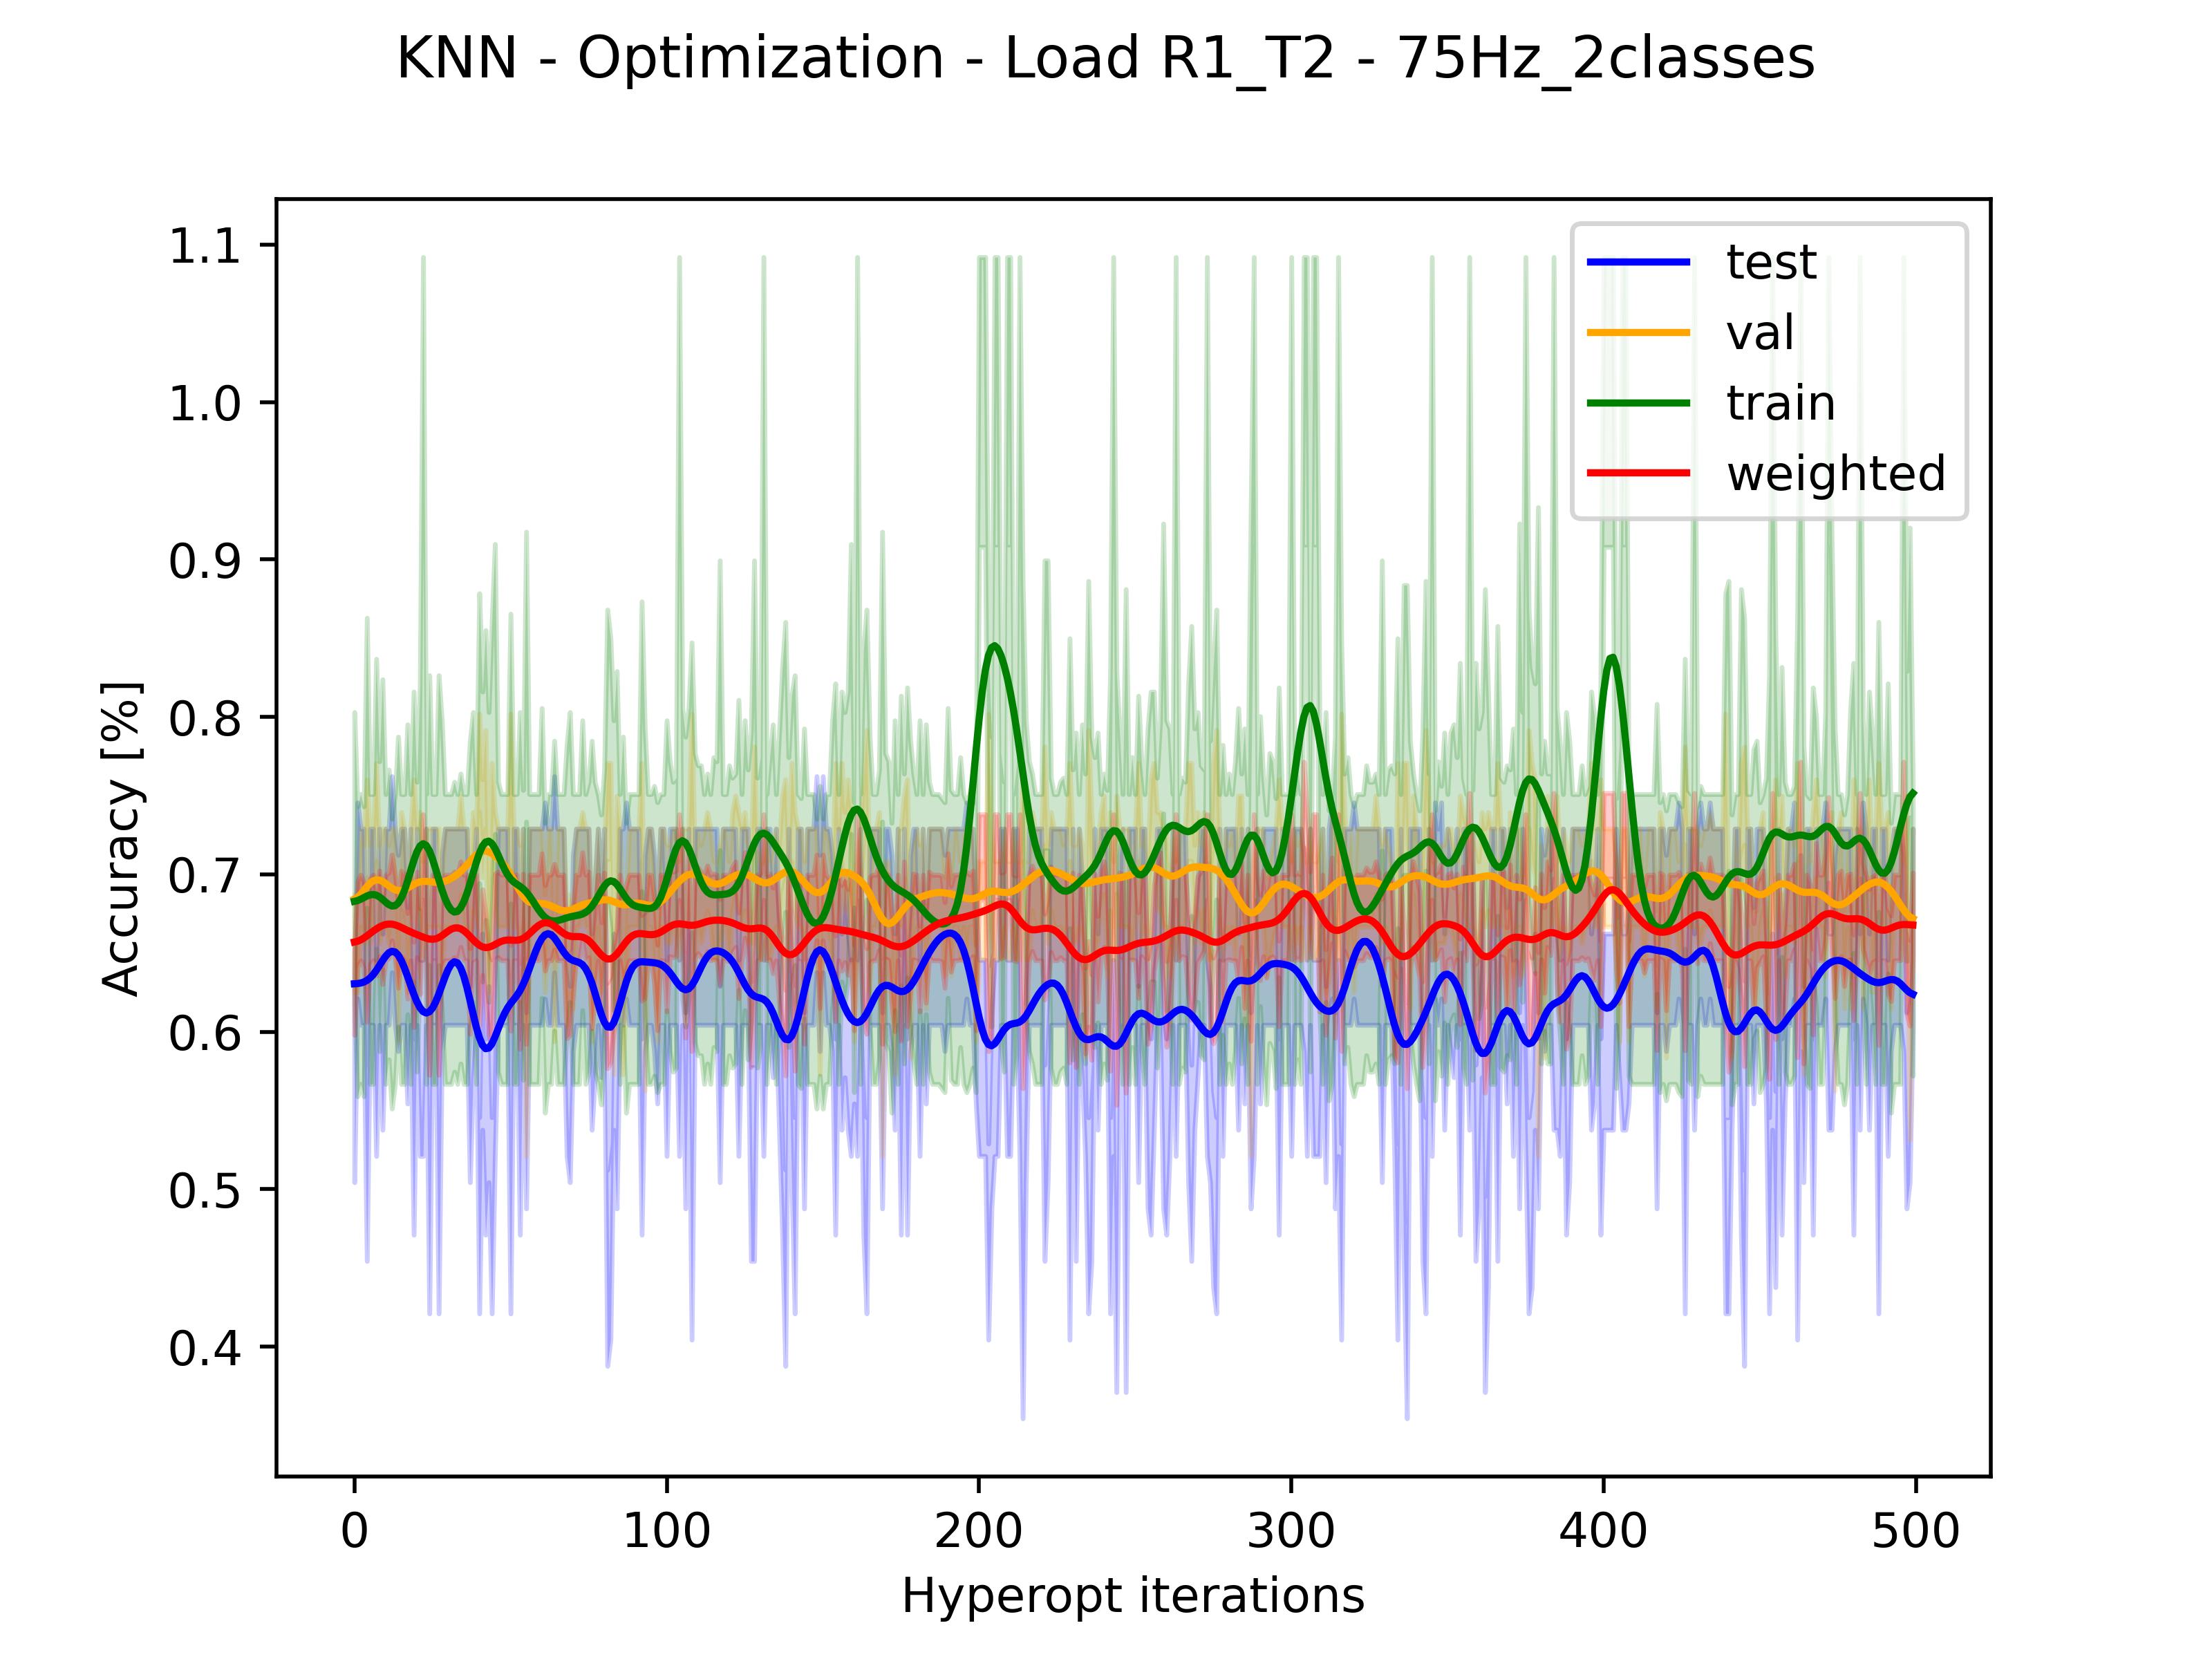 KNN - Optimization - Load R1_T2 - 75Hz_2classes
1.1
1.0
0.9
0.8
0.7
0.6
0.5
0.4
Accuracy [%]
test
val
train
weighted
0 100 200 300 400 500
Hyperopt iterations